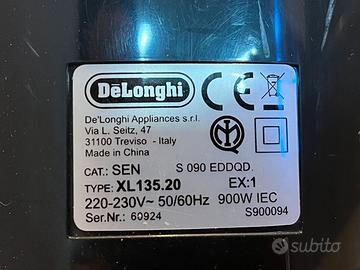 DeLonghi
De'Longhi Appliances s.r.l.
Via L. Seitz, 47
31100 Treviso - Italy
Made in China
CAT.: SEN S 090 EDDQD.
TYPE: XL135.20 EX:1
220-230V~ 50/60Hz 900W IEC
Ser.Nr.: 60924 S900094
subito